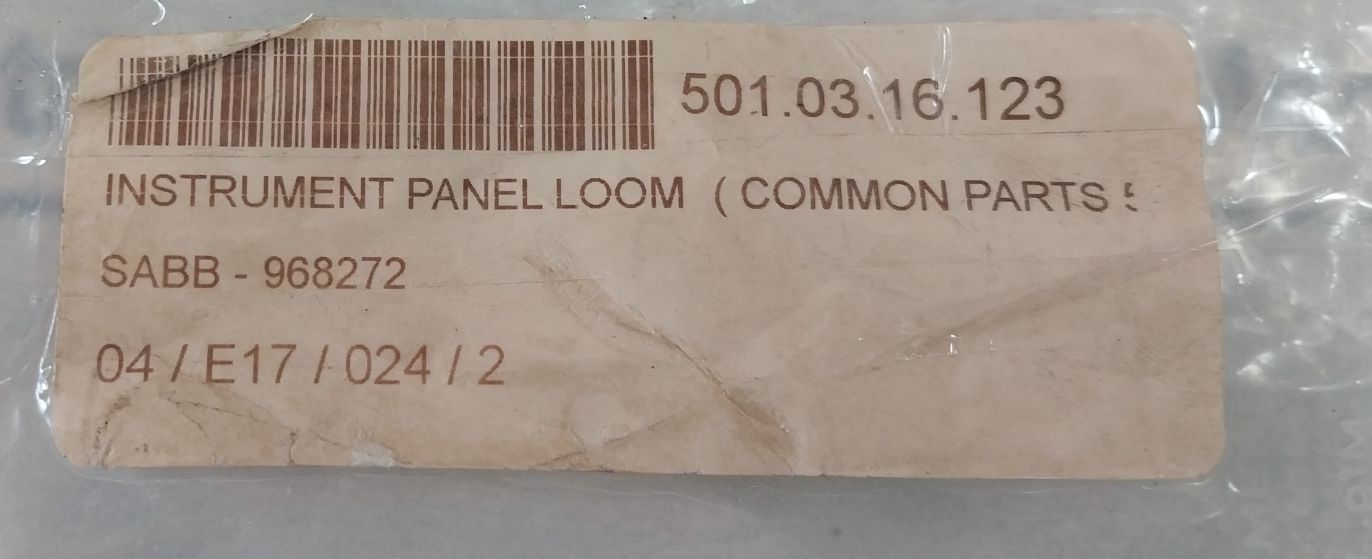 501.03.16.123
INSTRUMENT PANEL LOOM ( COMMON PARTS
SABB - 968272
04 / E17 / 024 / 2